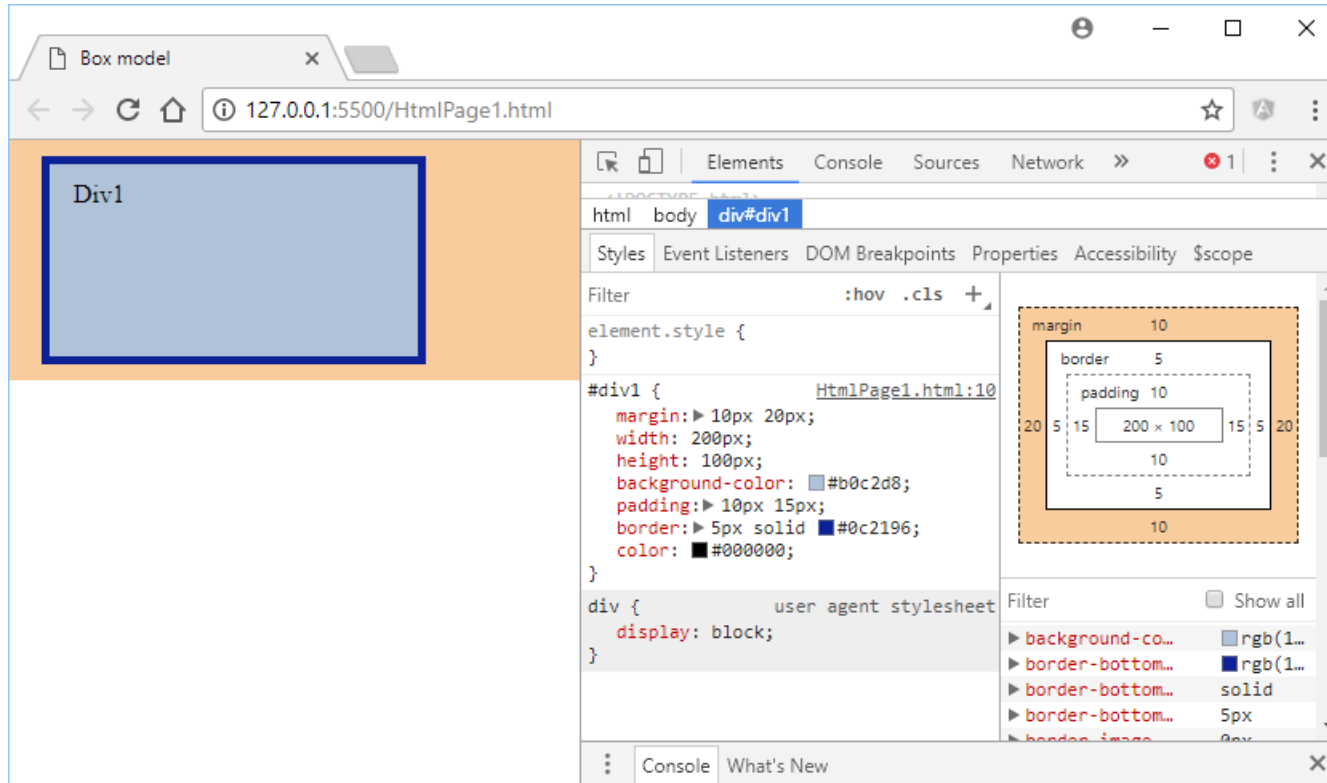 Box model
127.0.0.1:5500/HtmlPage1.html
Div1
Elements Console Sources Network » 1
<!DOCTYPE html>
html body div#div1
Styles Event Listeners DOM Breakpoints Properties Accessibility $scope
Filter :hov .cls +
element.style {
}
#div1 { HtmlPage1.html:10
margin: 10px 20px;
width: 200px;
height: 100px;
background-color: #b0c2d8;
padding: 10px 15px;
border: 5px solid #0c2196;
color: #000000;
}
div { user agent stylesheet
display: block;
}
margin 10
border 5
padding 10
20 5 15 200 × 100 15 5 20
10
5
10
Filter Show all
background-co… rgb(1…
border-bottom… rgb(1…
border-bottom… solid
border-bottom… 5px
border-image 0px
Console What's New